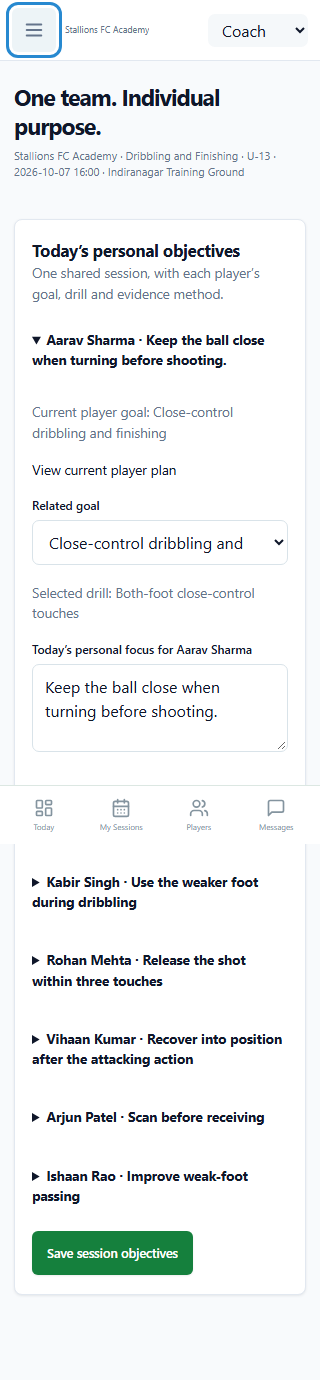 Stallions FC Academy
Coach
One team. Individual
purpose.
Stallions FC Academy · Dribbling and Finishing · U-13 ·
2026-10-07 16:00 · Indiranagar Training Ground
Today's personal objectives
One shared session, with each player's
goal, drill and evidence method.
▼ Aarav Sharma · Keep the ball close
when turning before shooting.
Current player goal: Close-control
dribbling and finishing
View current player plan
Related goal
Close-control dribbling and
Selected drill: Both-foot close-control
touches
Today's personal focus for Aarav Sharma
Keep the ball close when
turning before shooting.
Today
My Sessions
Players
Messages
▶ Kabir Singh · Use the weaker foot
during dribbling
▶ Rohan Mehta · Release the shot
within three touches
▶ Vihaan Kumar · Recover into position
after the attacking action
▶ Arjun Patel · Scan before receiving
▶ Ishaan Rao · Improve weak-foot
passing
Save session objectives